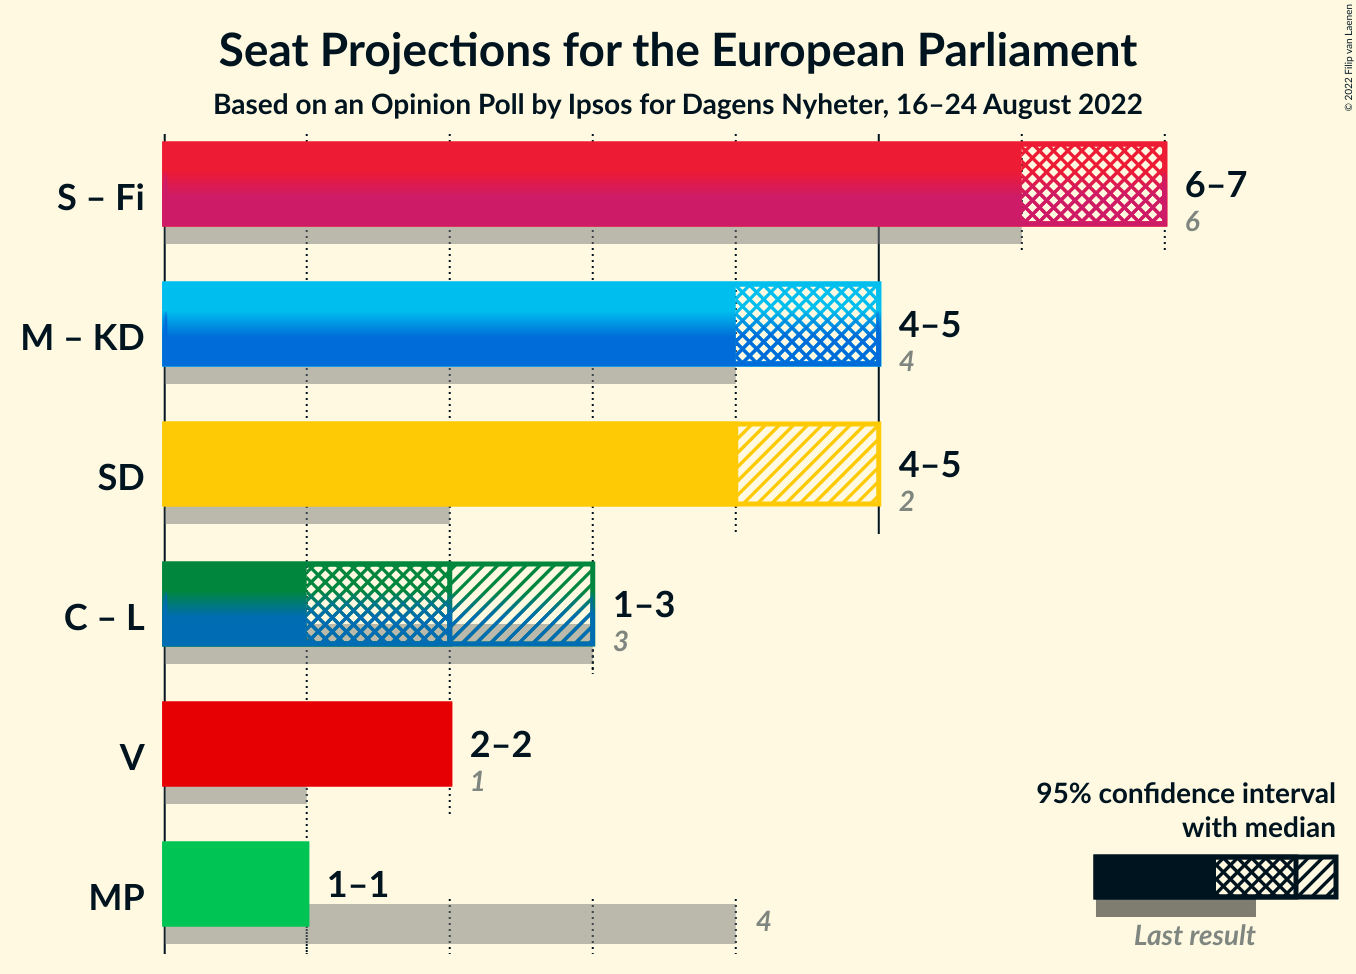 Seat Projections for the European Parliament
Based on an Opinion Poll by Ipsos for Dagens Nyheter, 16–24 August 2022
© 2022 Filip van Laenen
S – Fi
6–7
6
M – KD
4–5
4
SD
4–5
2
C – L
1–3
3
V
2–2
1
MP
1–1
4
95% confidence interval
with median
Last result